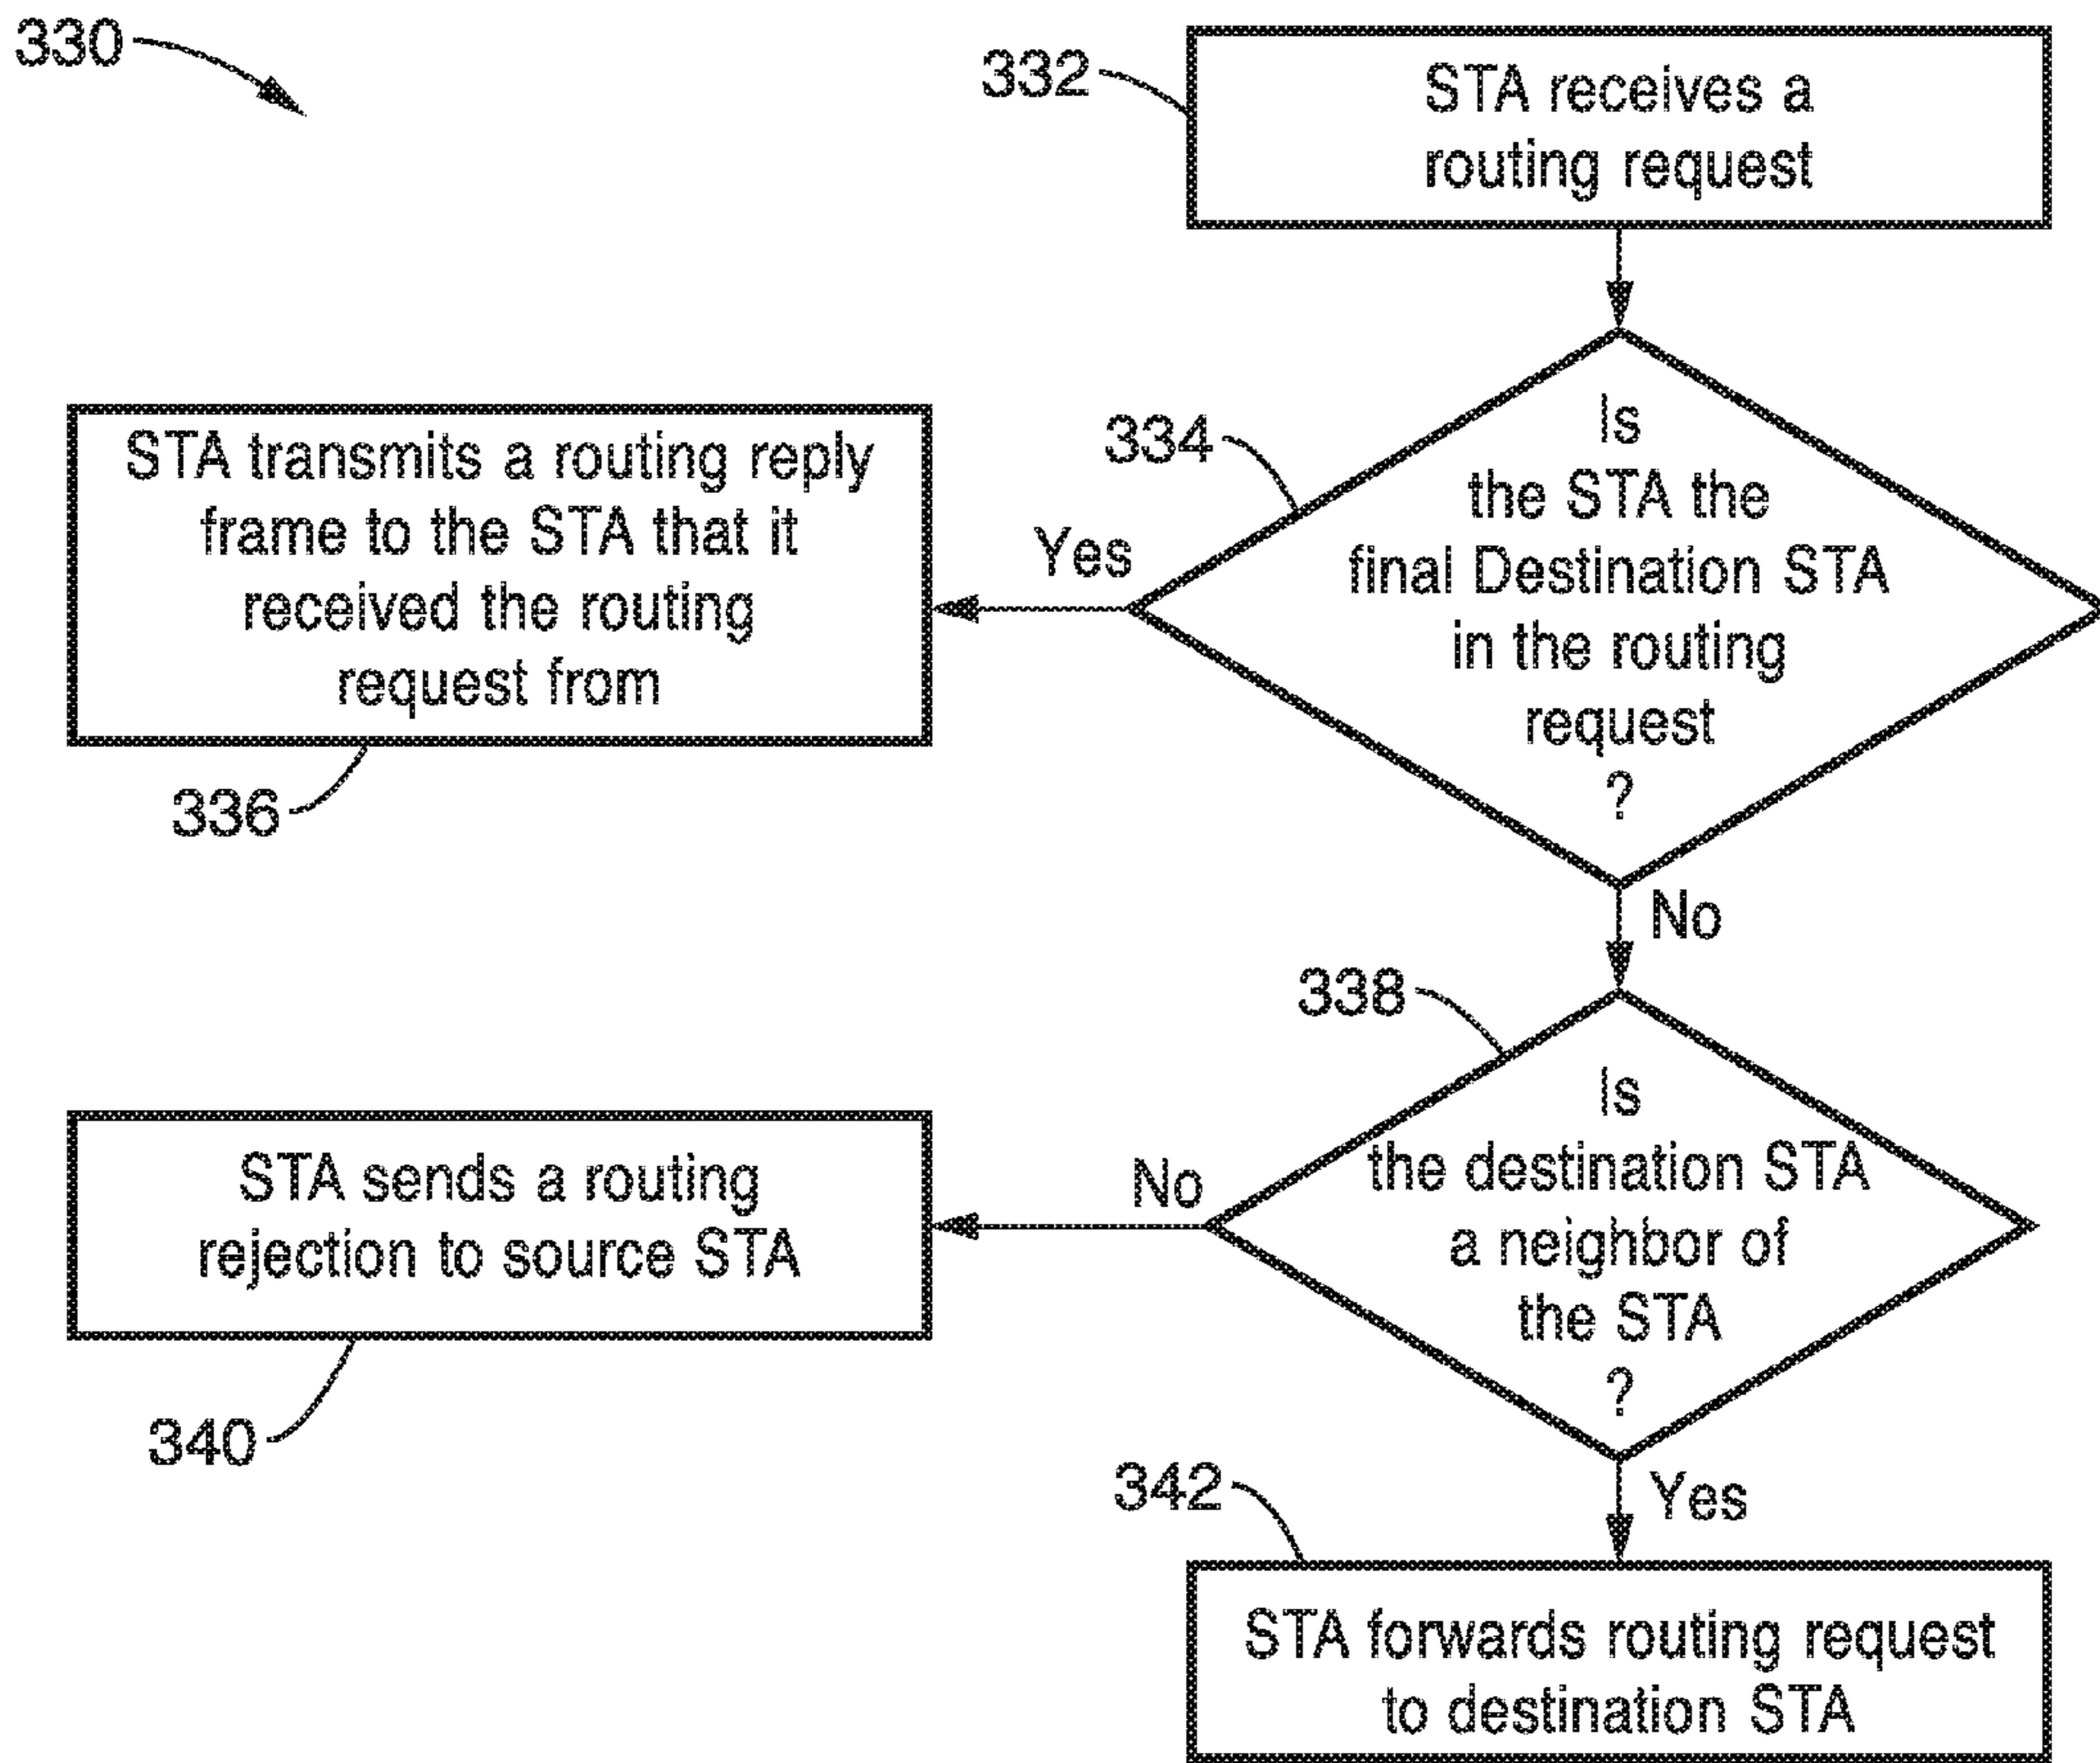 330
332
STA receives a
routing request
334
Is
the STA the
final Destination STA
in the routing
request
?
Yes
STA transmits a routing reply
frame to the STA that it
received the routing
request from
336
No
338
Is
the destination STA
a neighbor of
the STA
?
No
STA sends a routing
rejection to source STA
340
Yes
342
STA forwards routing request
to destination STA